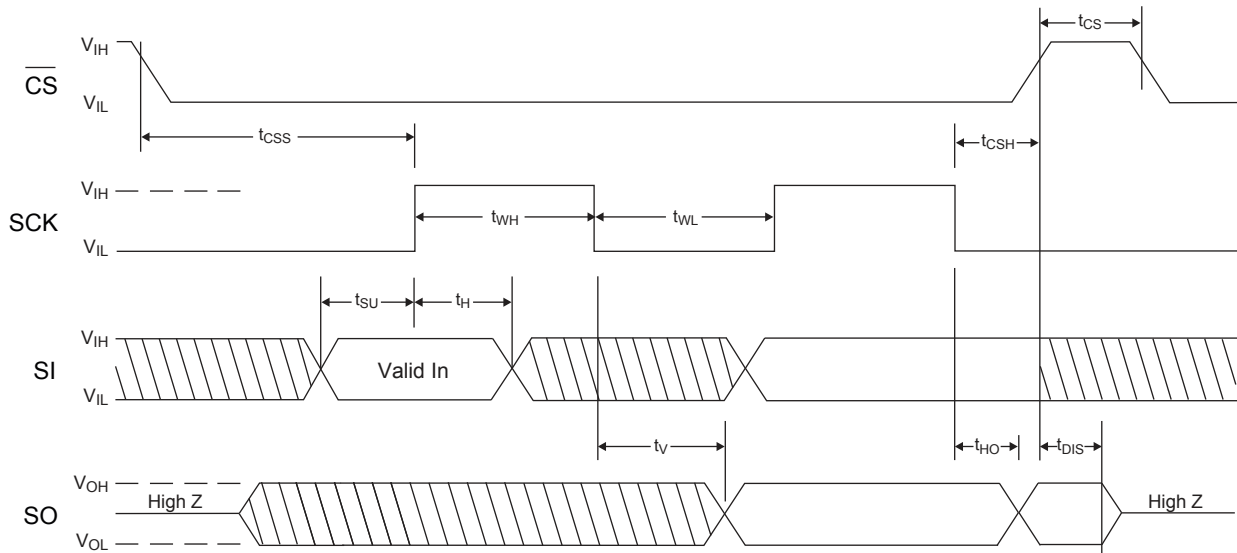 tCS
VIH
CS
VIL
tCSS
tCSH
VIH
SCK
tWH
tWL
VIL
tSU
tH
VIH
SI
Valid In
VIL
tV
tHO
tDIS
VOH
High Z
High Z
SO
VOL